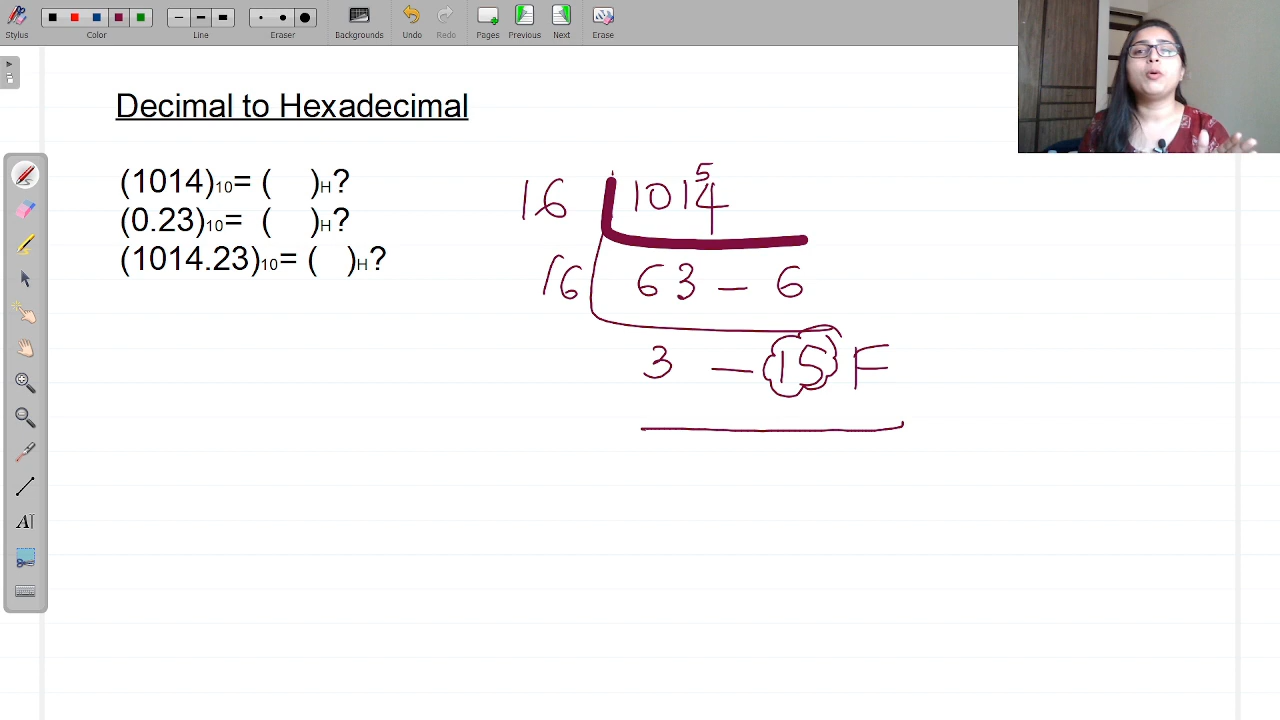 Stylus Color Line Eraser Backgrounds Undo Redo Pages Previous Next Erase
Decimal to Hexadecimal
(1014)10= ( )H?
(0.23)10= ( )H?
(1014.23)10= ( )H?
5
16 1014
16 63 – 6
3 – 15 F